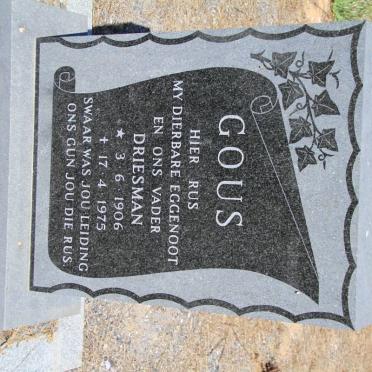 GOUS
HIER RUS
MY DIERBARE EGGENOOT
EN ONS VADER
DRIESMAN
★ 3. 6. 1906
+ 17. 4. 1975
SWAAR WAS JOU LEIDING
ONS GUN JOU DIE RUS.